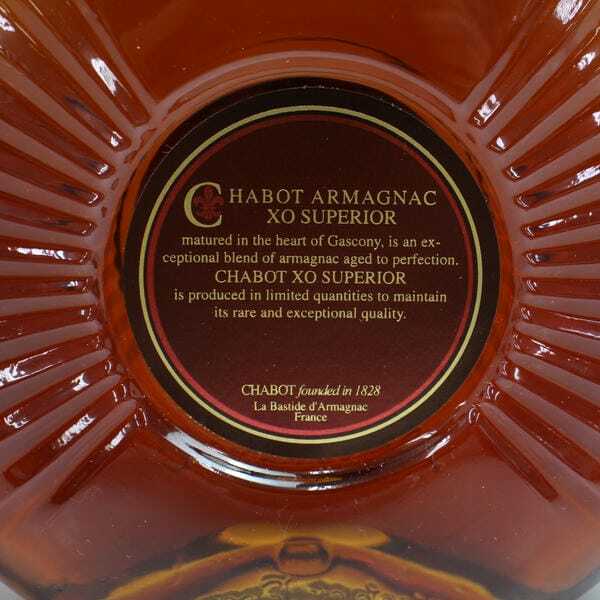 CHABOT ARMAGNAC
XO SUPERIOR
matured in the heart of Gascony, is an ex-
ceptional blend of armagnac aged to perfection.
CHABOT XO SUPERIOR
is produced in limited quantities to maintain
its rare and exceptional quality.
CHABOT founded in 1828
La Bastide d'Armagnac
France